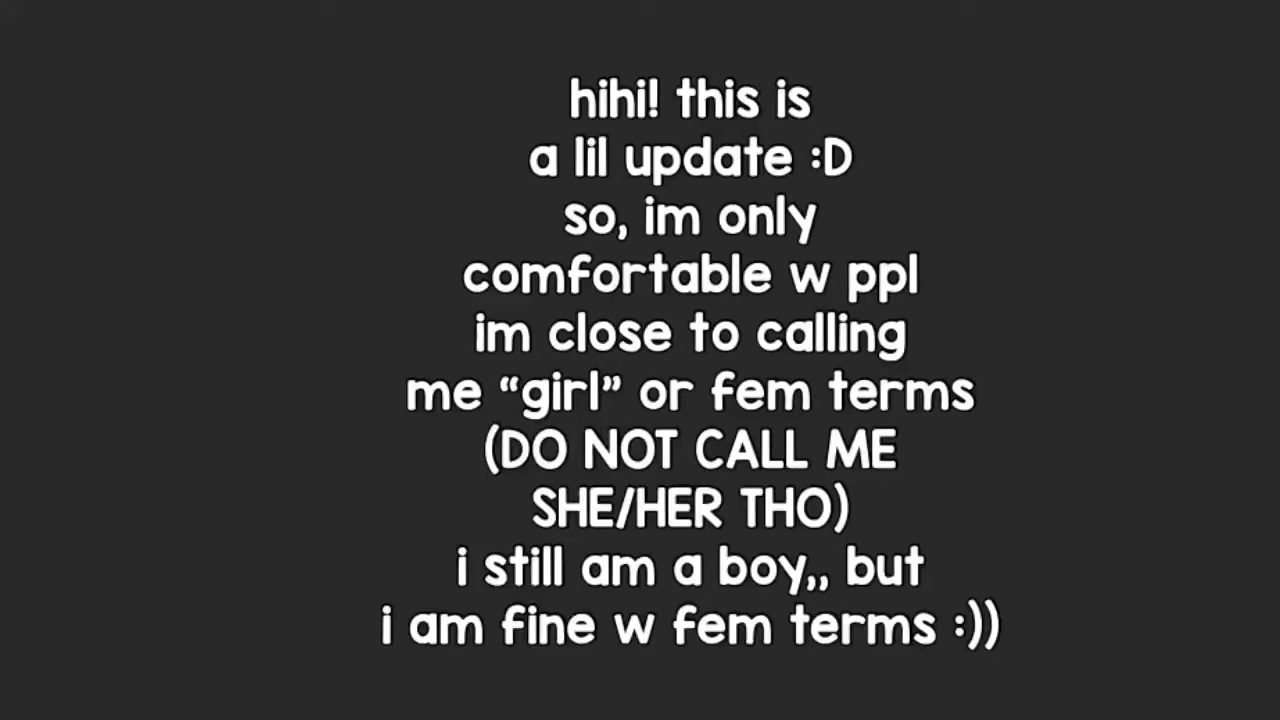 hihi! this is
a lil update :D
so, im only
comfortable w ppl
im close to calling
me “girl” or fem terms
(DO NOT CALL ME
SHE/HER THO)
i still am a boy,, but
i am fine w fem terms :))